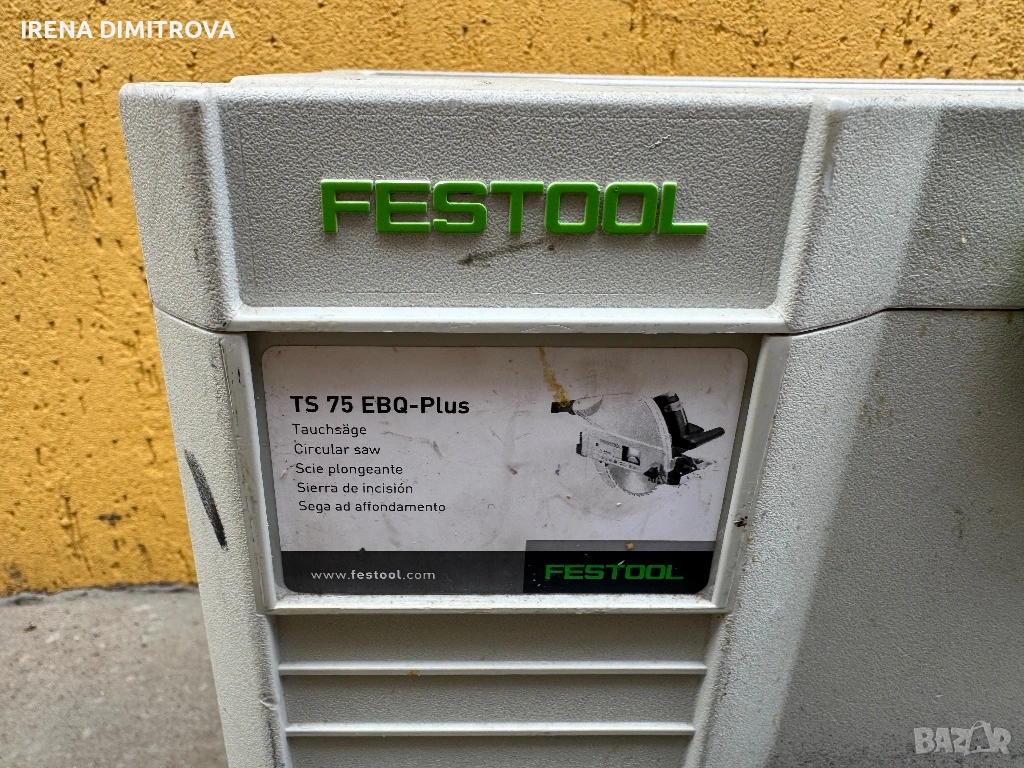 IRENA DIMITROVA
FESTOOL
TS 75 EBQ-Plus
Tauchsäge
Circular saw
Scie plongeante
Sierra de incisión
Sega ad affondamento
www.festool.com
FESTOOL
BAZAR